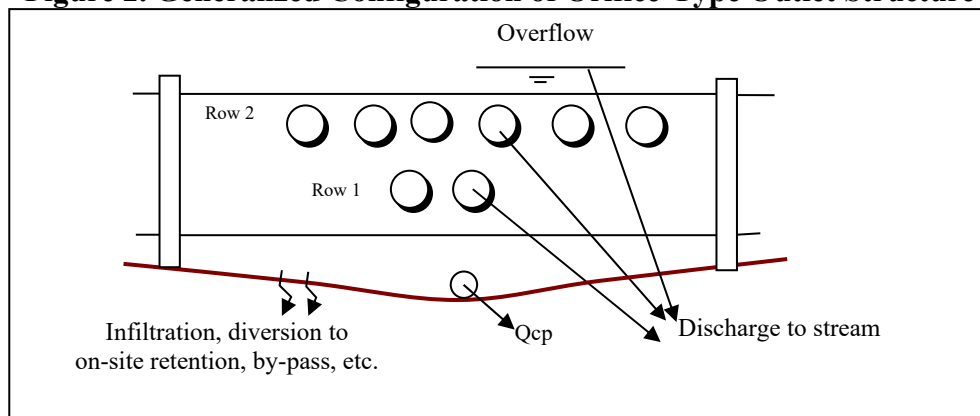 Figure 2. Generalized Configuration of Orifice-Type Outlet Structure
Overflow
Row 2
Row 1
Qcp
Discharge to stream
Infiltration, diversion to
on-site retention, by-pass, etc.